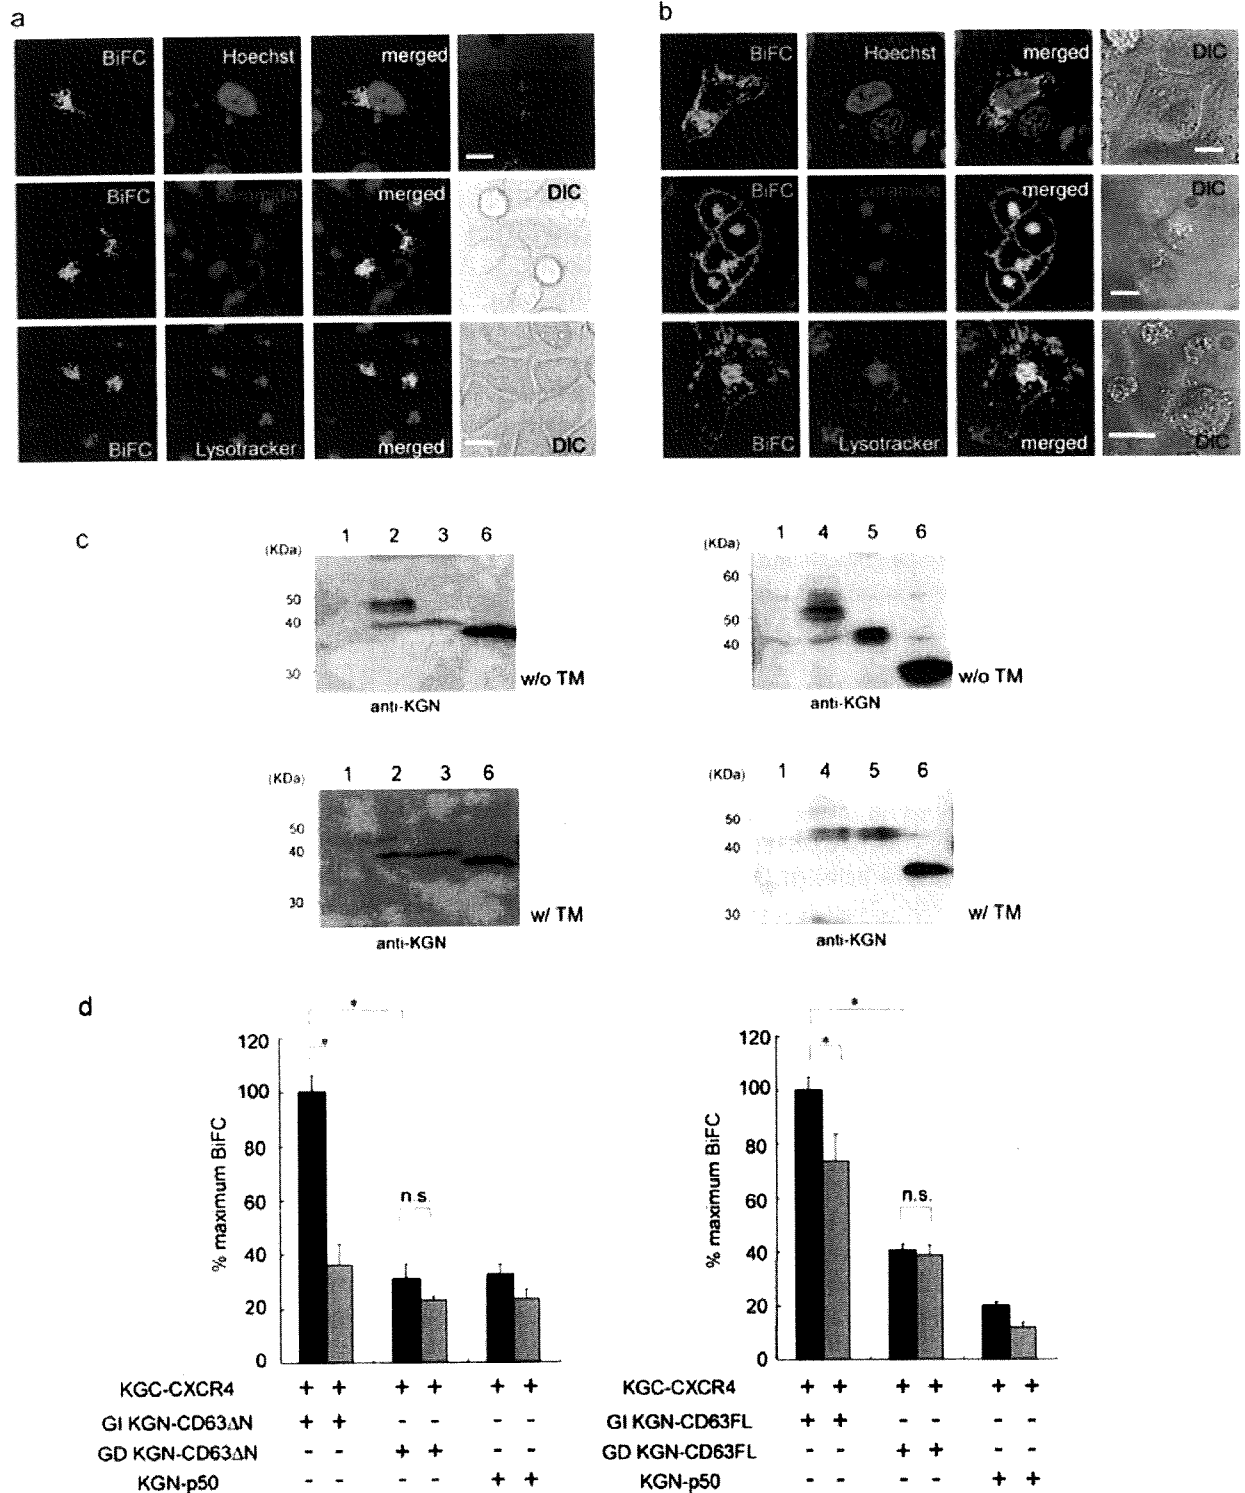 a
BiFC Hoechst merged
BiFC merged DIC
BiFC Lysotracker merged DIC
b
BiFC Hoechst merged DIC
BiFC merged DIC
BiFC Lysotracker merged DIC
c
(KDa) 1 2 3 6
50
40
30
w/o TM
anti-KGN
(KDa) 1 4 5 6
60
50
40
w/o TM
anti-KGN
(KDa) 1 2 3 6
50
40
30
w/ TM
anti-KGN
(KDa) 1 4 5 6
50
40
30
w/ TM
anti-KGN
d
% maximum BiFC
120
100
80
60
40
20
0
*
*
n.s.
KGC-CXCR4 + + + + + +
GI KGN-CD63ΔN + + - - - -
GD KGN-CD63ΔN - - + + - -
KGN-p50 - - - - + +
% maximum BiFC
120
100
80
60
40
20
0
*
*
n.s.
KGC-CXCR4 + + + + + +
GI KGN-CD63FL + + - - - -
GD KGN-CD63FL - - + + - -
KGN-p50 - - - - + +